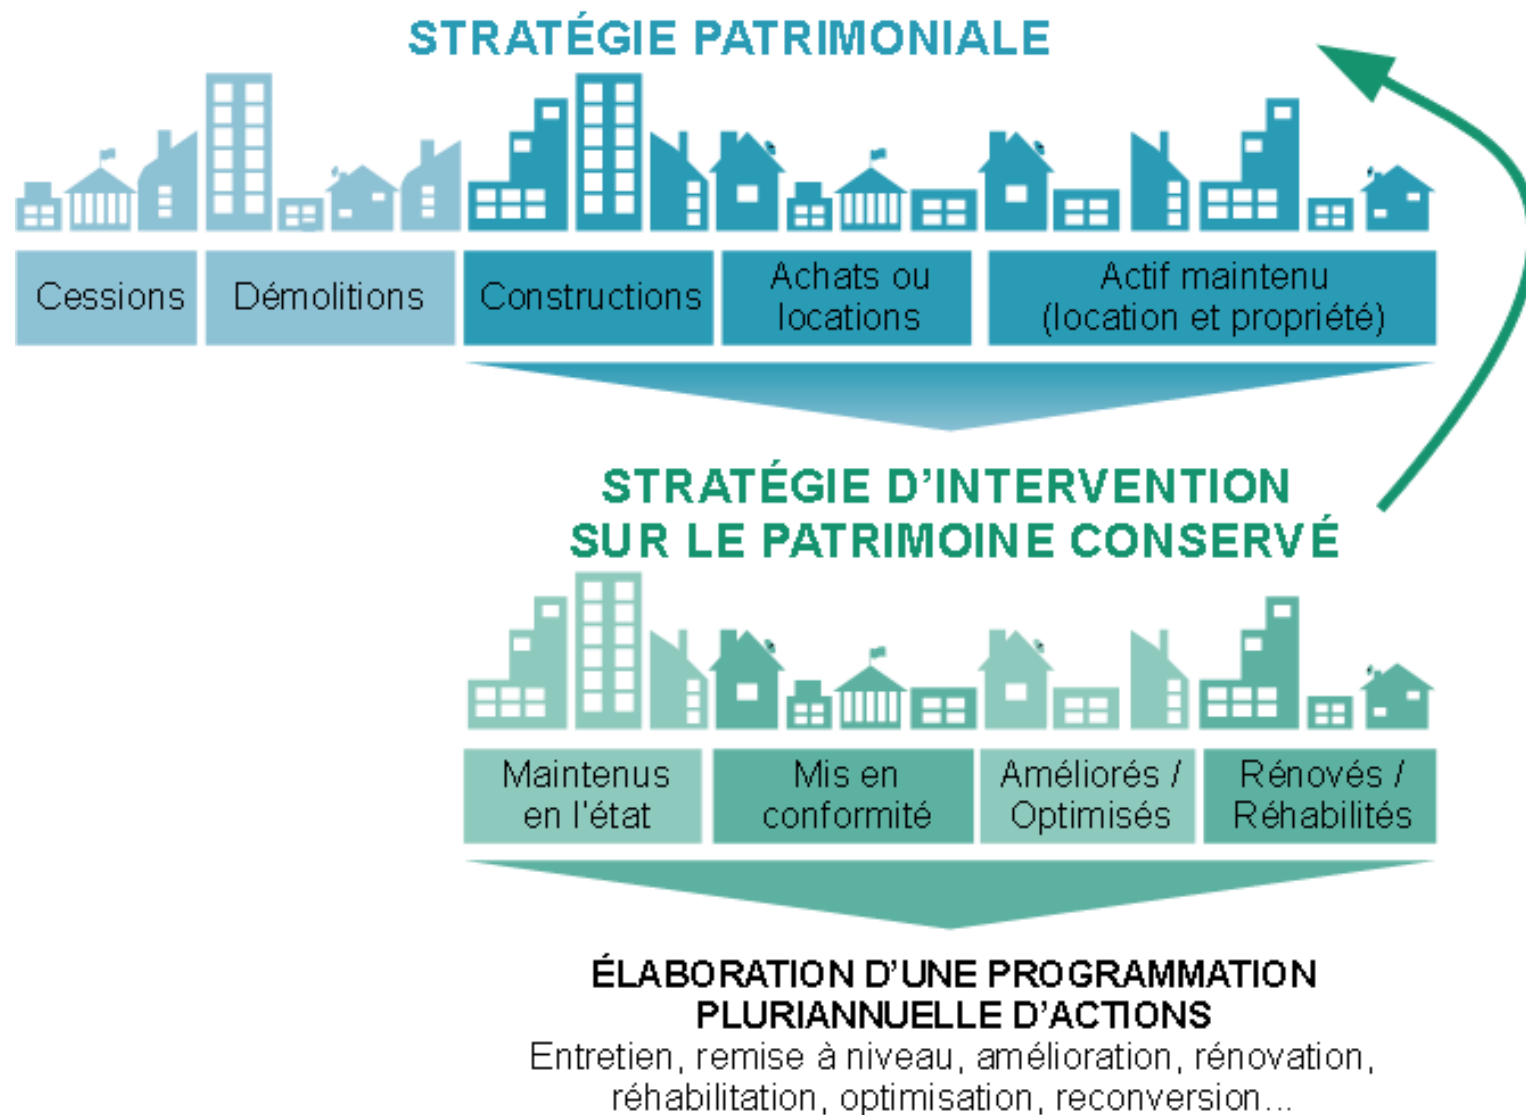 STRATÉGIE PATRIMONIALE
Cessions
Démolitions
Constructions
Achats ou
locations
Actif maintenu
(location et propriété)
STRATÉGIE D'INTERVENTION
SUR LE PATRIMOINE CONSERVÉ
Maintenus
en l'état
Mis en
conformité
Améliorés /
Optimisés
Rénovés /
Réhabilités
ÉLABORATION D'UNE PROGRAMMATION
PLURIANNUELLE D'ACTIONS
Entretien, remise à niveau, amélioration, rénovation,
réhabilitation, optimisation, reconversion...